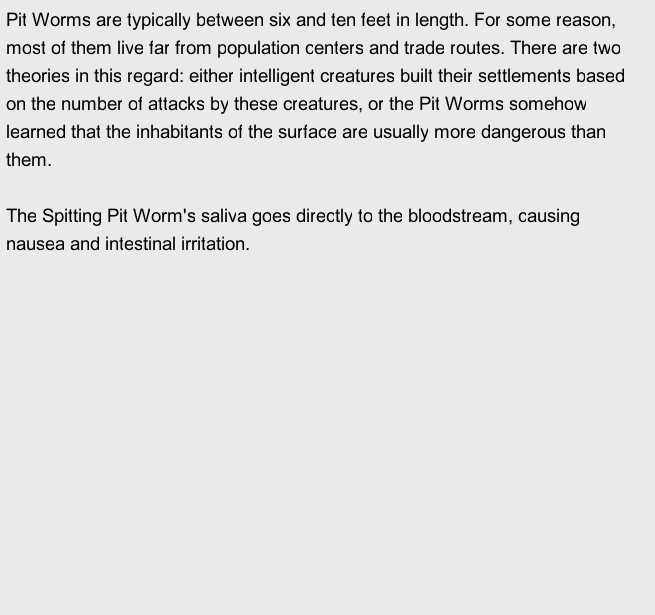 Pit Worms are typically between six and ten feet in length. For some reason,
most of them live far from population centers and trade routes. There are two
theories in this regard: either intelligent creatures built their settlements based
on the number of attacks by these creatures, or the Pit Worms somehow
learned that the inhabitants of the surface are usually more dangerous than
them.

The Spitting Pit Worm's saliva goes directly to the bloodstream, causing
nausea and intestinal irritation.